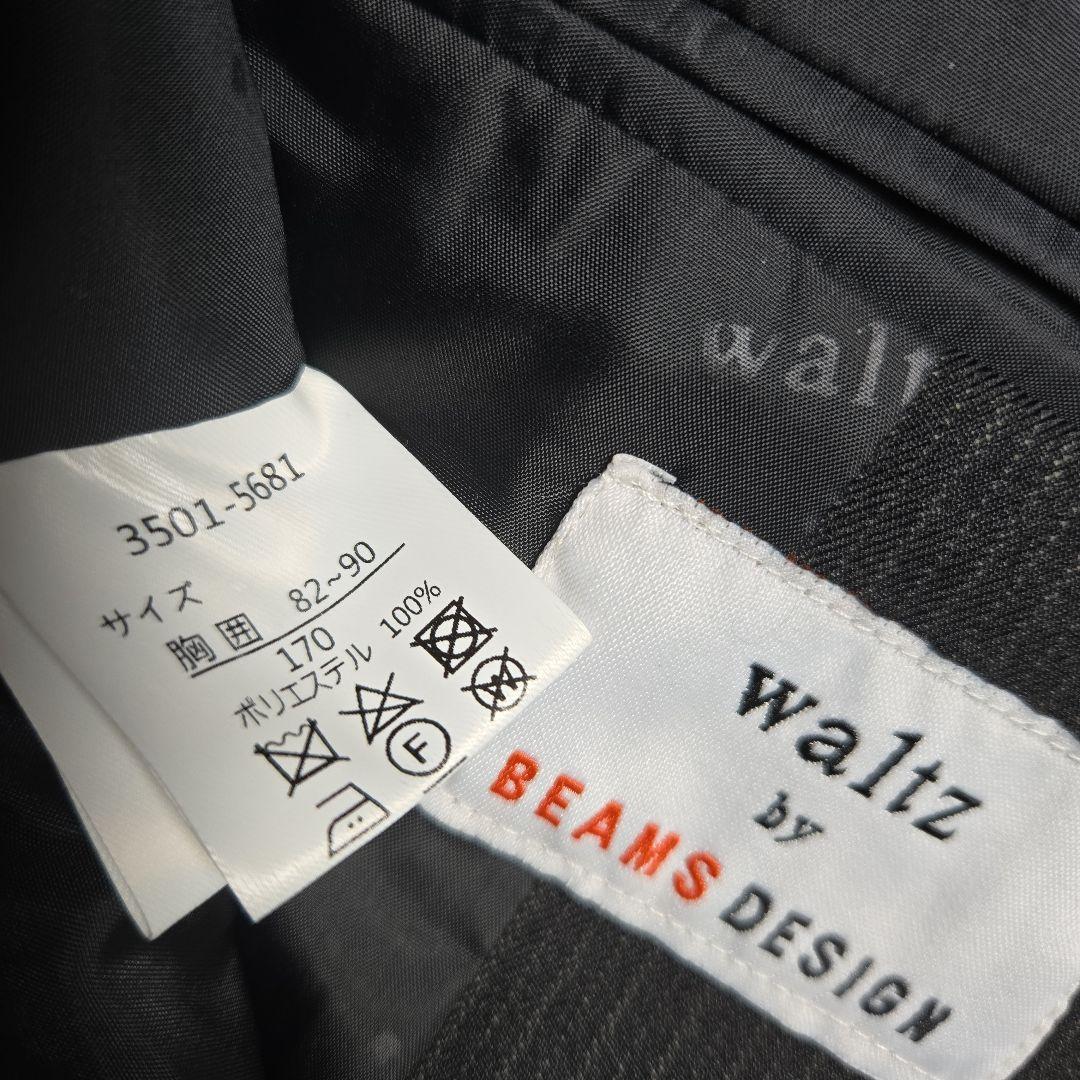 3501-5681
サイズ
胸囲 82~90
170
ポリエステル 100%
F
walt
waltz
by
BEAMS DESIGN